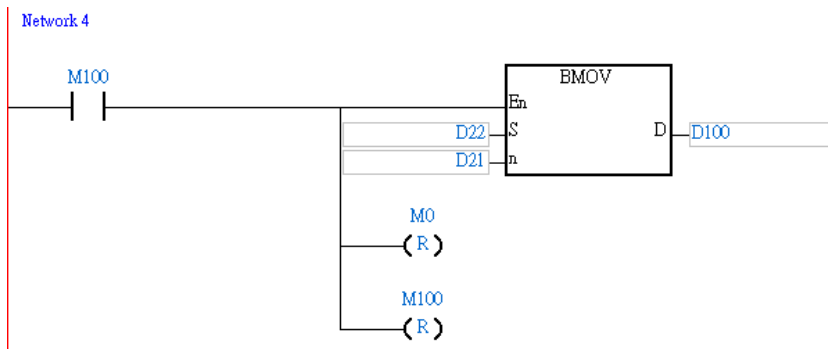 Network 4
M100
BMOV
En
D22 S D D100
D21 n
M0
R
M100
R